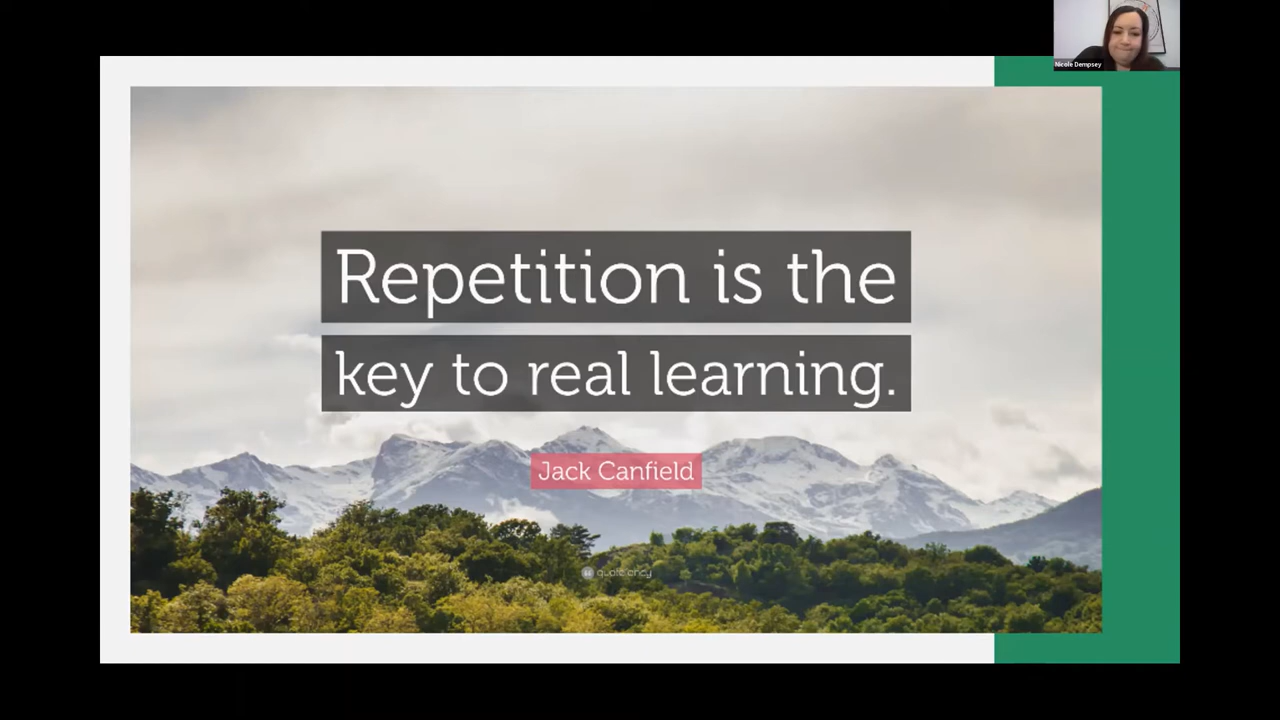 Nicole Dempsey
Repetition is the
key to real learning.
Jack Canfield
quotefancy